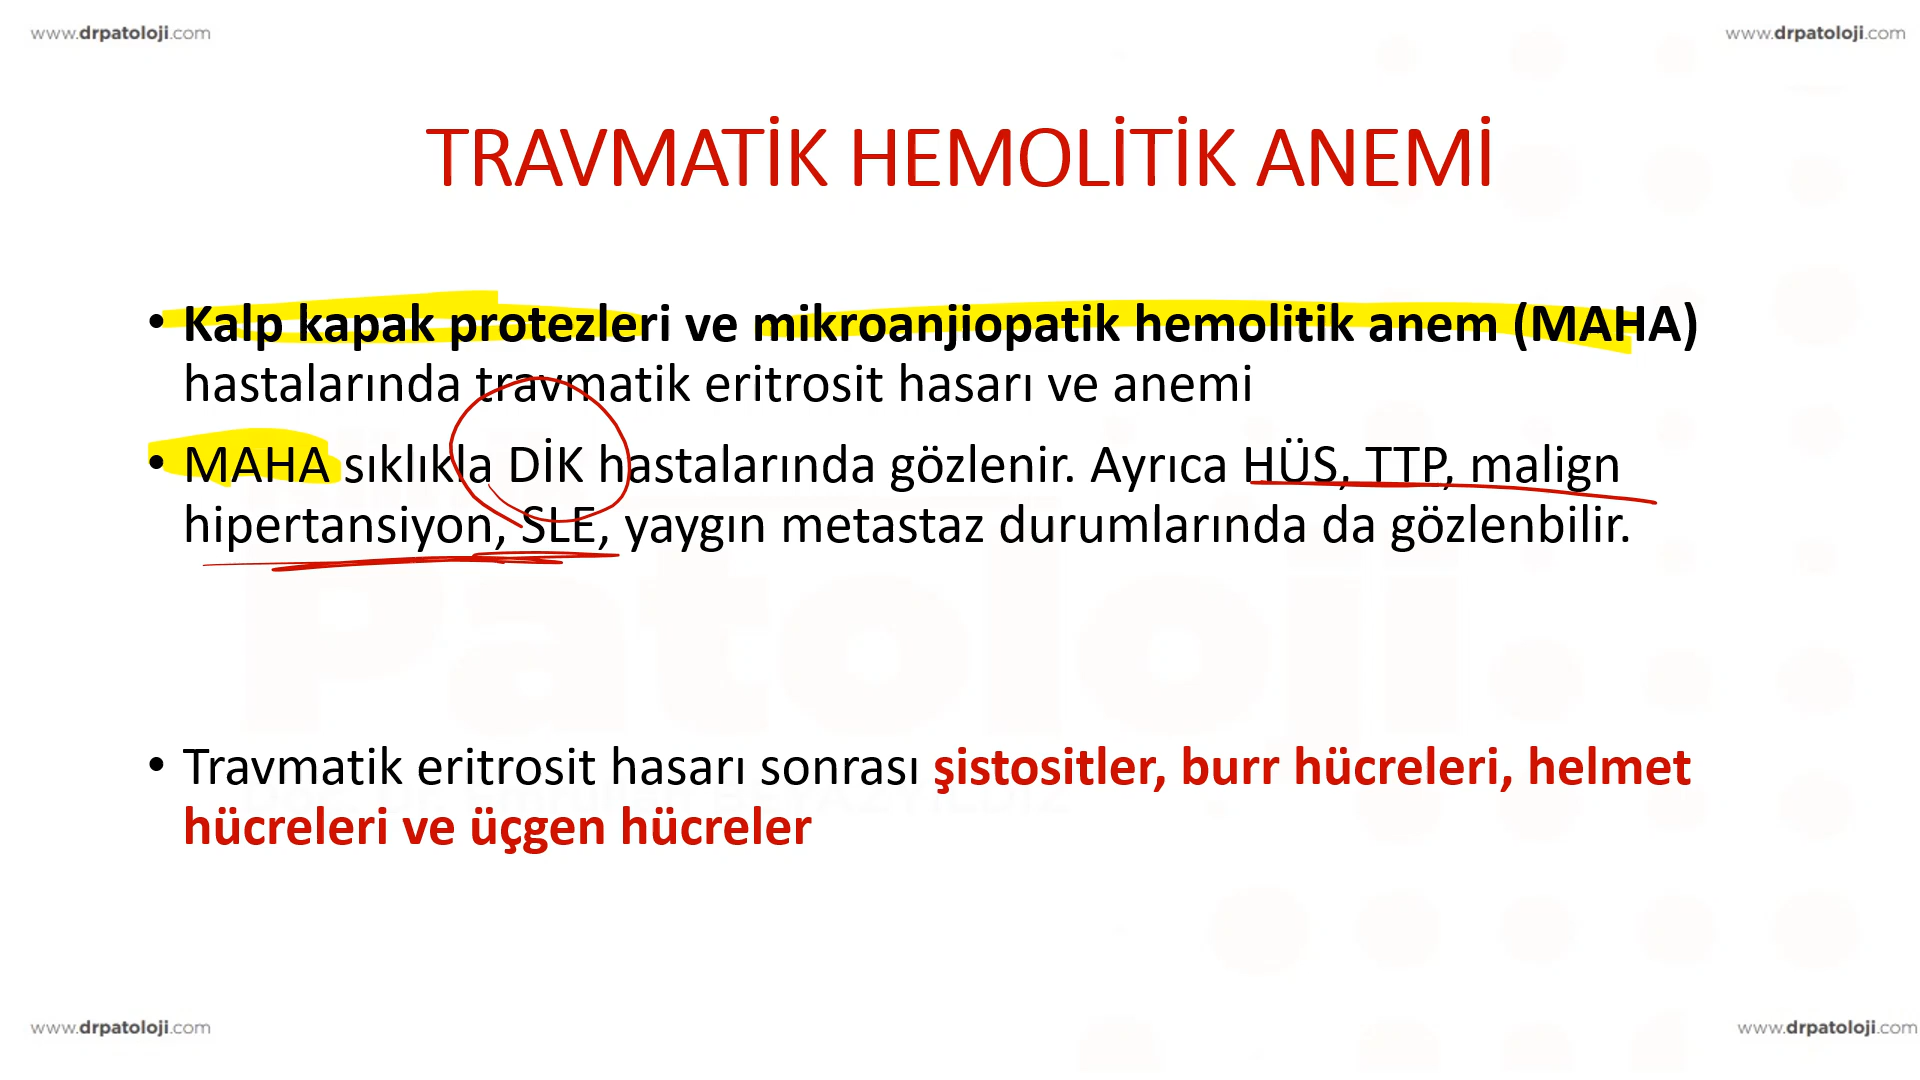 www.drpatoloji.com
www.drpatoloji.com
TRAVMATİK HEMOLİTİK ANEMİ
• Kalp kapak protezleri ve mikroanjiopatik hemolitik anem (MAHA)
hastalarında travmatik eritrosit hasarı ve anemi
• MAHA sıklıkla DİK hastalarında gözlenir. Ayrıca HÜS, TTP, malign
hipertansiyon, SLE, yaygın metastaz durumlarında da gözlenbilir.
Patoloji
• Travmatik eritrosit hasarı sonrası şistositler, burr hücreleri, helmet
hücreleri ve üçgen hücreler
www.drpatoloji.com
www.drpatoloji.com